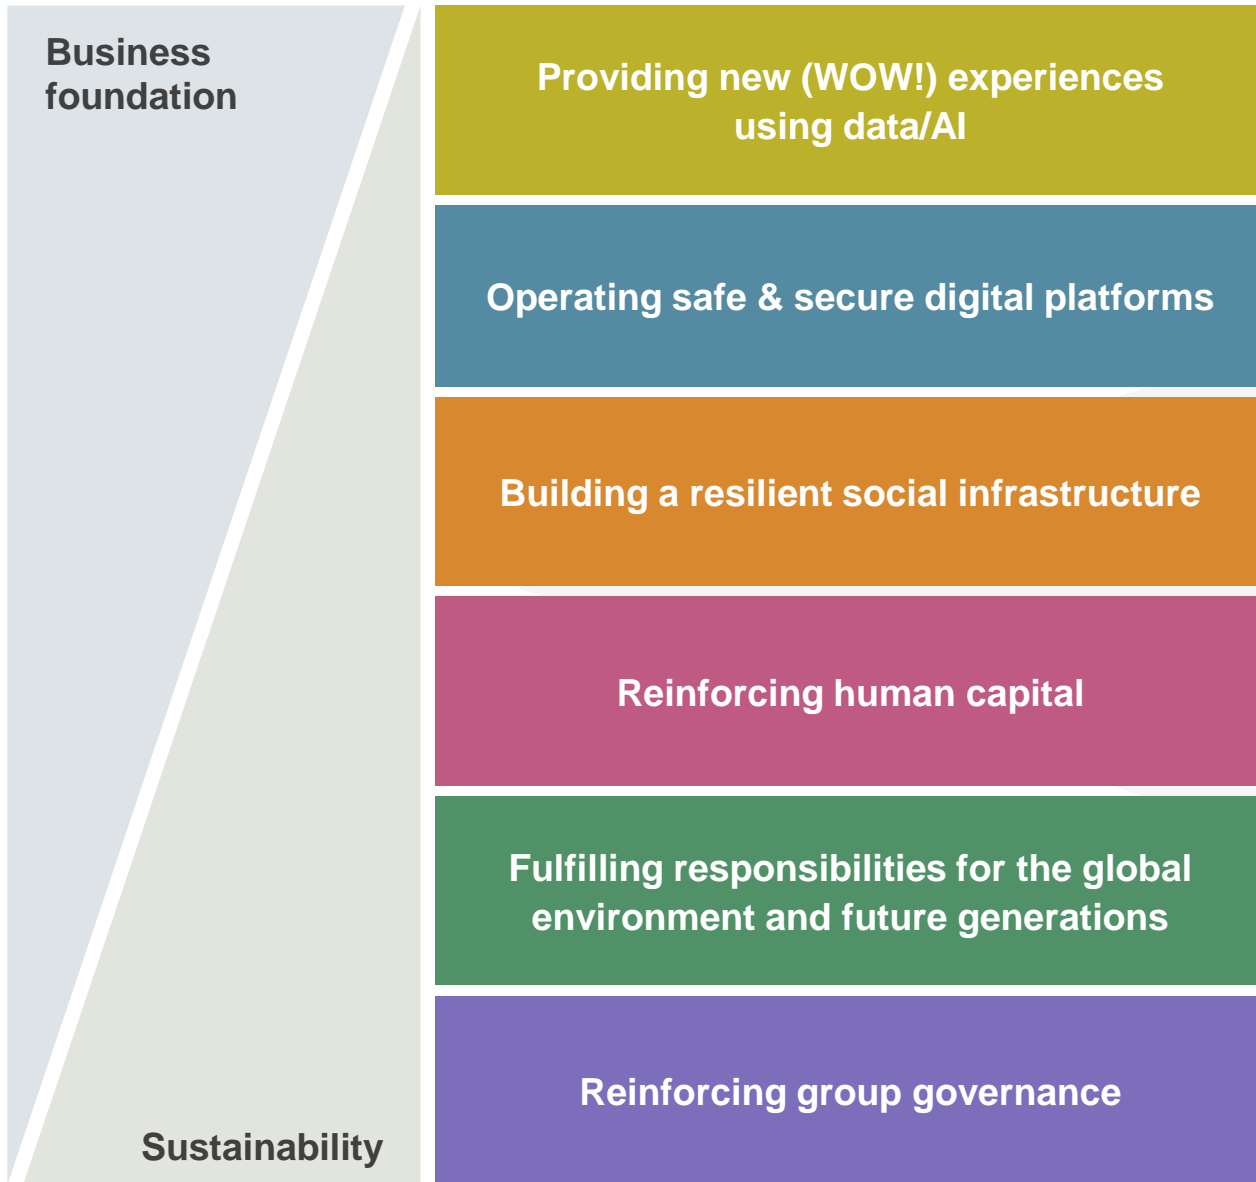 Business
foundation
Providing new (WOW!) experiences
using data/AI
Operating safe & secure digital platforms
Building a resilient social infrastructure
Reinforcing human capital
Fulfilling responsibilities for the global
environment and future generations
Reinforcing group governance
Sustainability